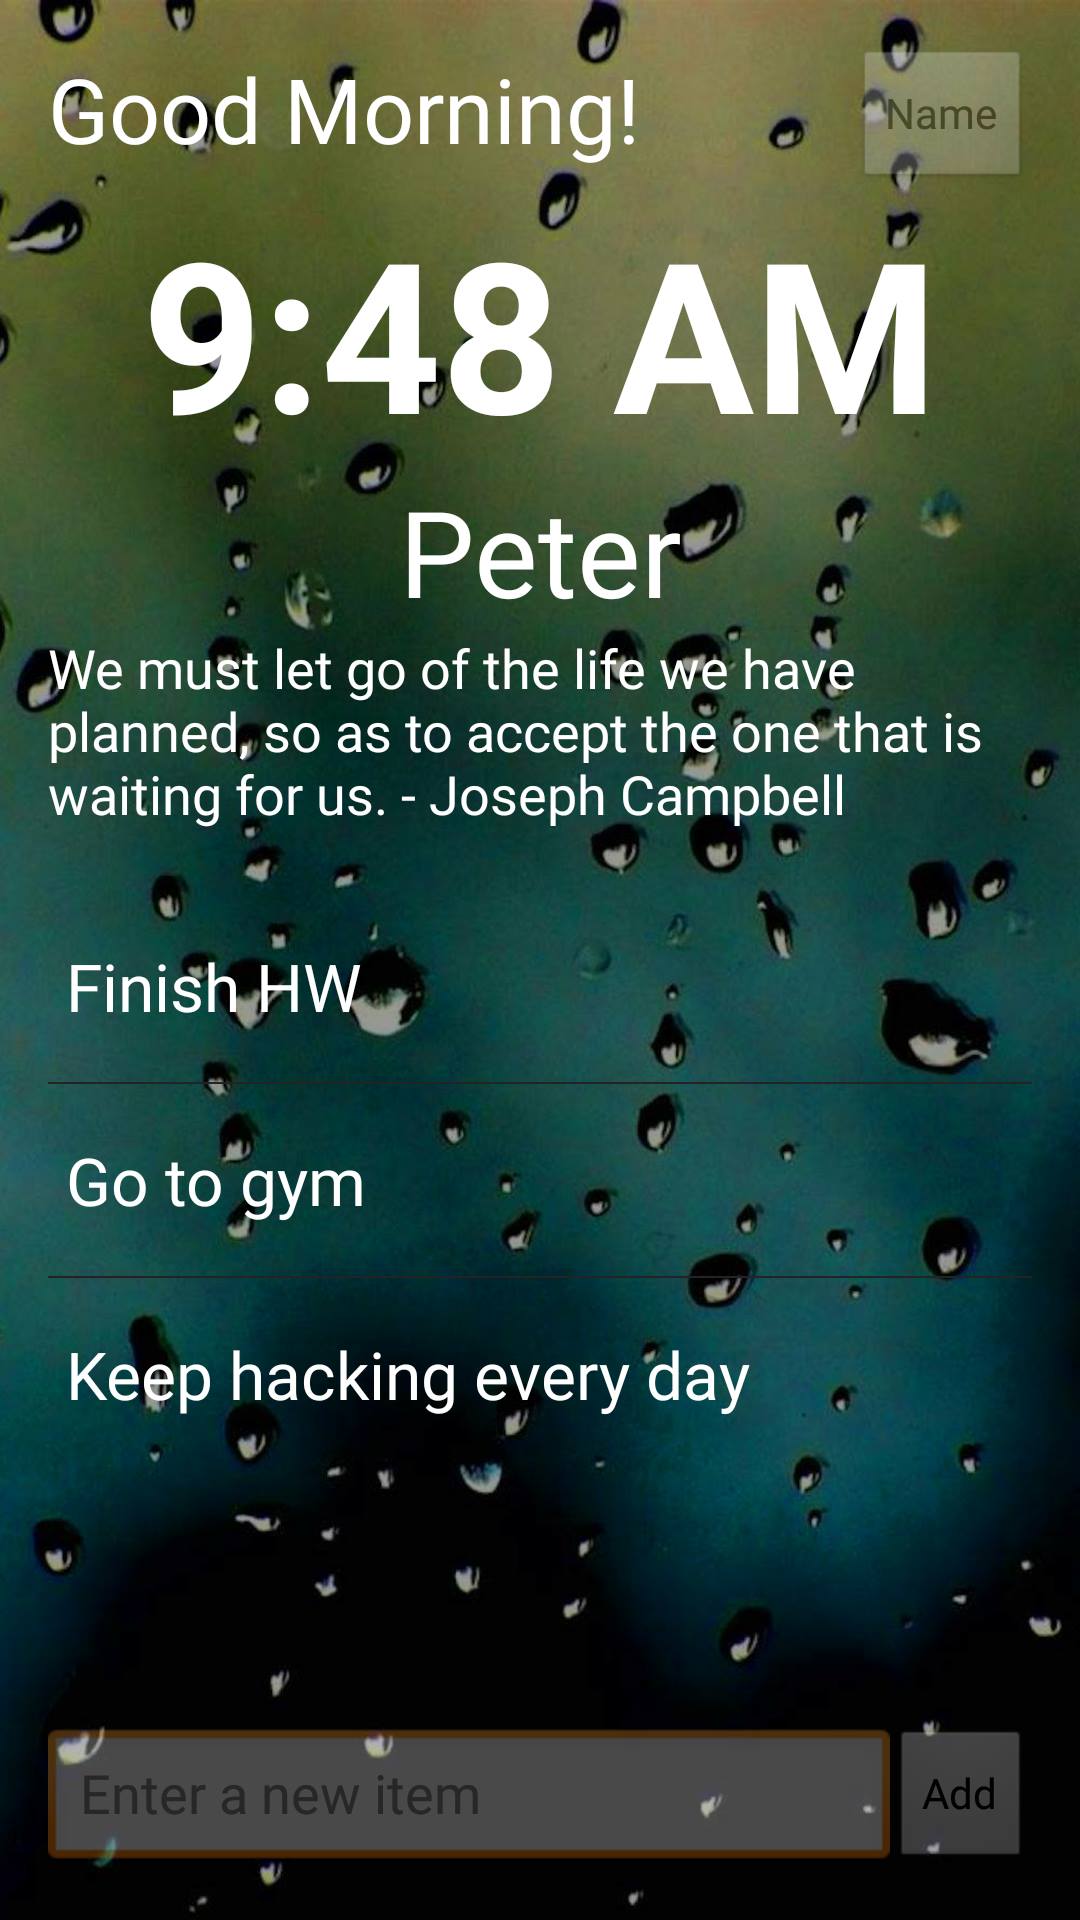 Good Morning!
Name
9:48 AM
Peter
We must let go of the life we have
planned, so as to accept the one that is
waiting for us. - Joseph Campbell
Finish HW
Go to gym
Keep hacking every day
Enter a new item
Add